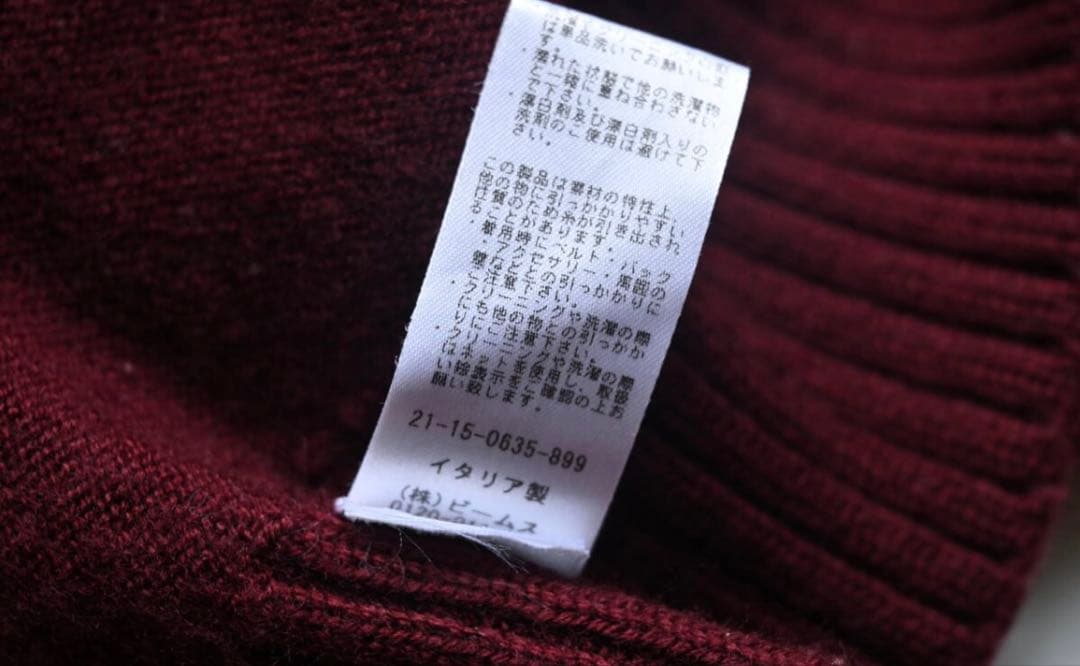 は単品洗いでお願いしま
す。
・濡れた状態で他の洗濯物
と一緒に重ね合わさない
で下さい。
・漂白剤及び漂白剤入りの
洗剤のご使用は避けて下
さい。
この製品は素材の特性上、
他の物に引っかかりやすい
性質のため糸が引き出され
ることがあります。
・着用時にベルト・バック
・アクセサリー・周囲の
壁などの引っかかりに
ご注意下さい。
・クリーニングや洗濯の際
にも他の物との引っかか
りにご注意下さい。
・クリーニングや洗濯の際
はネットを使用し、取扱
い絵表示をご確認の上お
願い致します。
21-15-0635-899
イタリア製
(株)ビームス
0120-